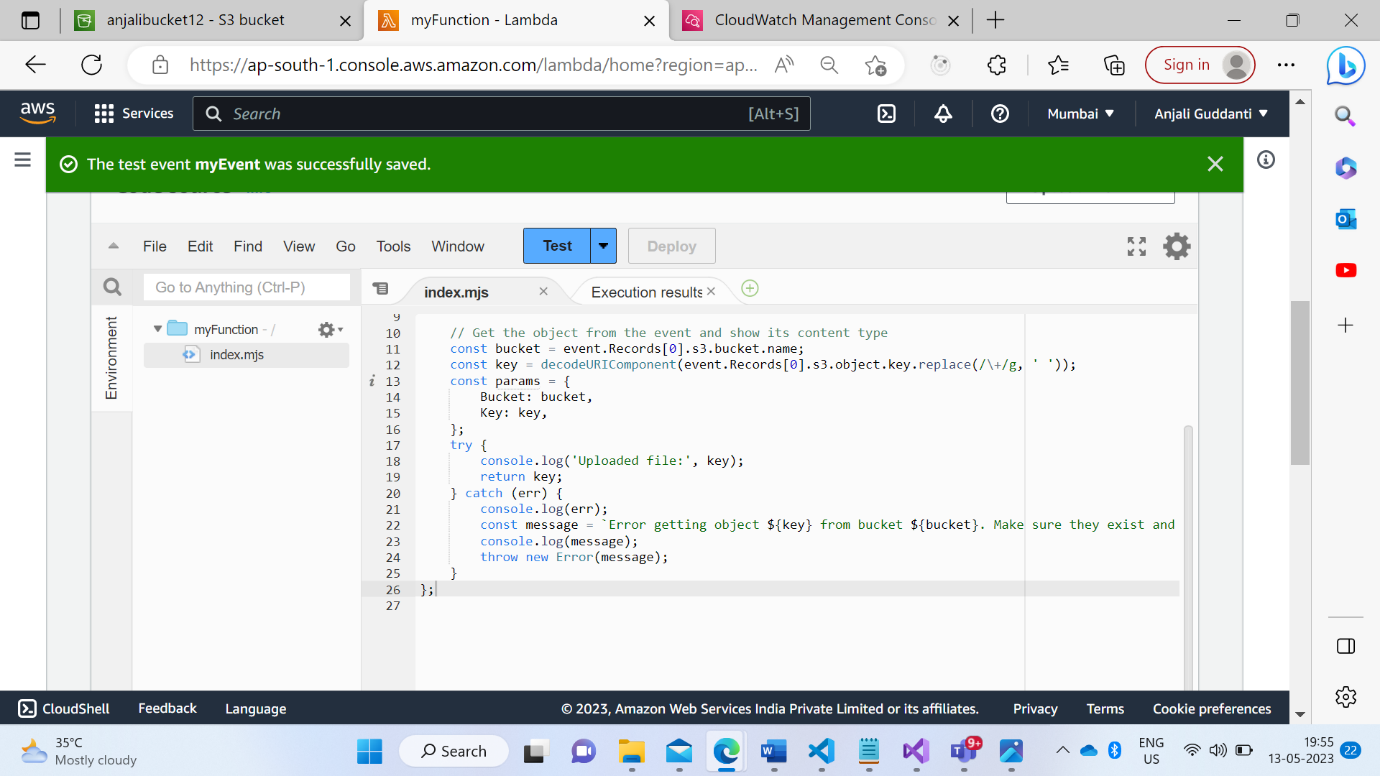 anjalibucket12 - S3 bucket
myFunction - Lambda
CloudWatch Management Conso
https://ap-south-1.console.aws.amazon.com/lambda/home?region=ap...
Sign in
aws
Services
Search
[Alt+S]
Mumbai
Anjali Guddanti
The test event myEvent was successfully saved.
File Edit Find View Go Tools Window
Test
Deploy
Go to Anything (Ctrl-P)
index.mjs
Execution results
Environment
myFunction - /
index.mjs
9
10 // Get the object from the event and show its content type
11 const bucket = event.Records[0].s3.bucket.name;
12 const key = decodeURIComponent(event.Records[0].s3.object.key.replace(/\+/g, ' '));
13 const params = {
14 Bucket: bucket,
15 Key: key,
16 };
17 try {
18 console.log('Uploaded file:', key);
19 return key;
20 } catch (err) {
21 console.log(err);
22 const message = `Error getting object ${key} from bucket ${bucket}. Make sure they exist and
23 console.log(message);
24 throw new Error(message);
25 }
26 };
27
CloudShell Feedback Language
© 2023, Amazon Web Services India Private Limited or its affiliates.
Privacy Terms Cookie preferences
35°C
Mostly cloudy
Search
9+
ENG
US
19:55
13-05-2023
22